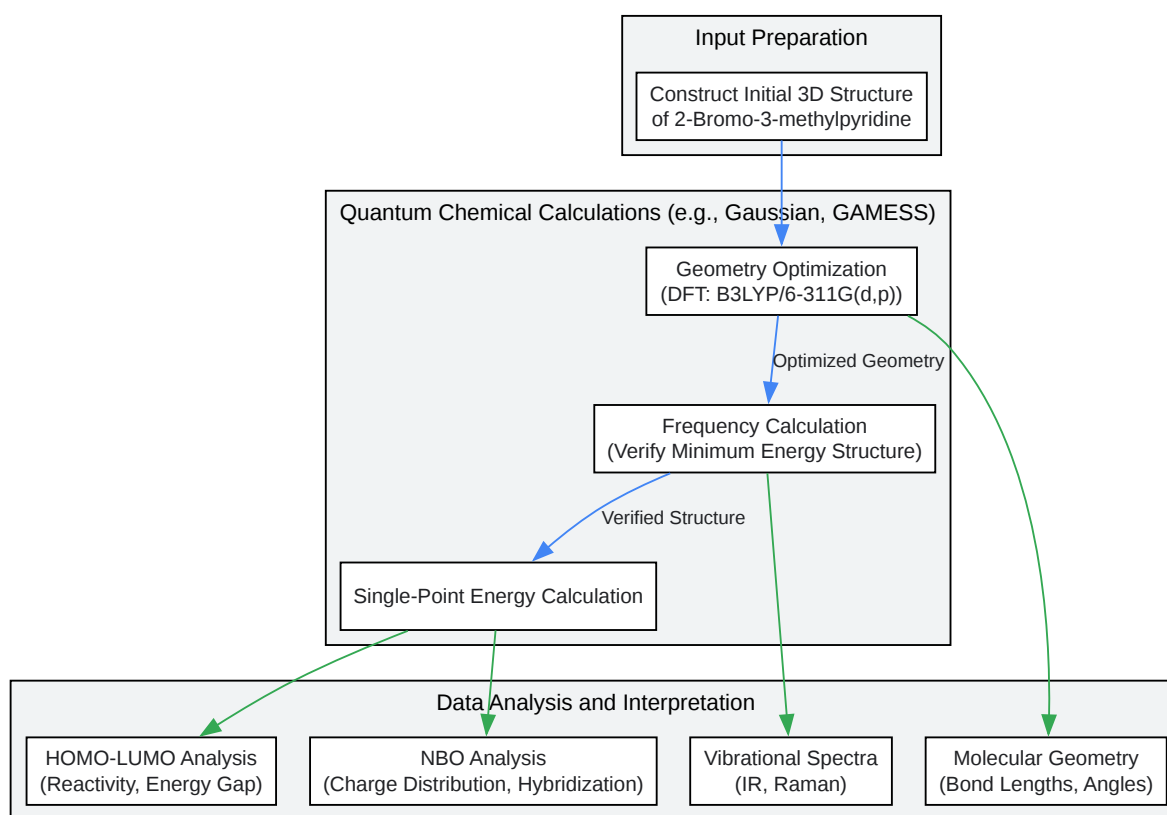 Input Preparation
Construct Initial 3D Structure
of 2-Bromo-3-methylpyridine
Quantum Chemical Calculations (e.g., Gaussian, GAMESS)
Geometry Optimization
(DFT: B3LYP/6-311G(d,p))
Optimized Geometry
Frequency Calculation
(Verify Minimum Energy Structure)
Verified Structure
Single-Point Energy Calculation
Data Analysis and Interpretation
HOMO-LUMO Analysis
(Reactivity, Energy Gap)
NBO Analysis
(Charge Distribution, Hybridization)
Vibrational Spectra
(IR, Raman)
Molecular Geometry
(Bond Lengths, Angles)